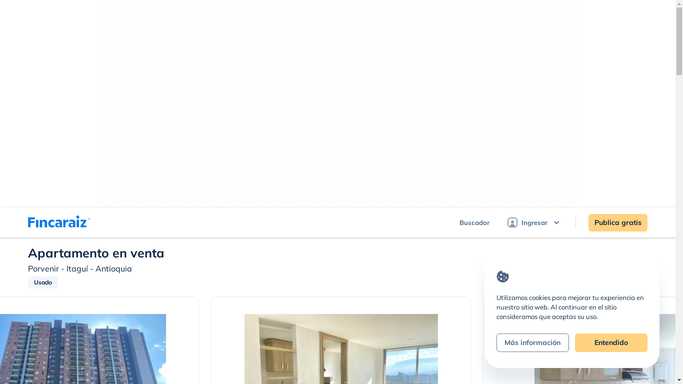 Fincaraiz
Buscador
Ingresar
Publica gratis
Apartamento en venta
Porvenir - Itagui - Antioquia
Usado
Utilizamos cookies para mejorar tu experiencia en
nuestro sitio web. Al continuar en el sitio
consideramos que aceptas su uso.
Más información
Entendido